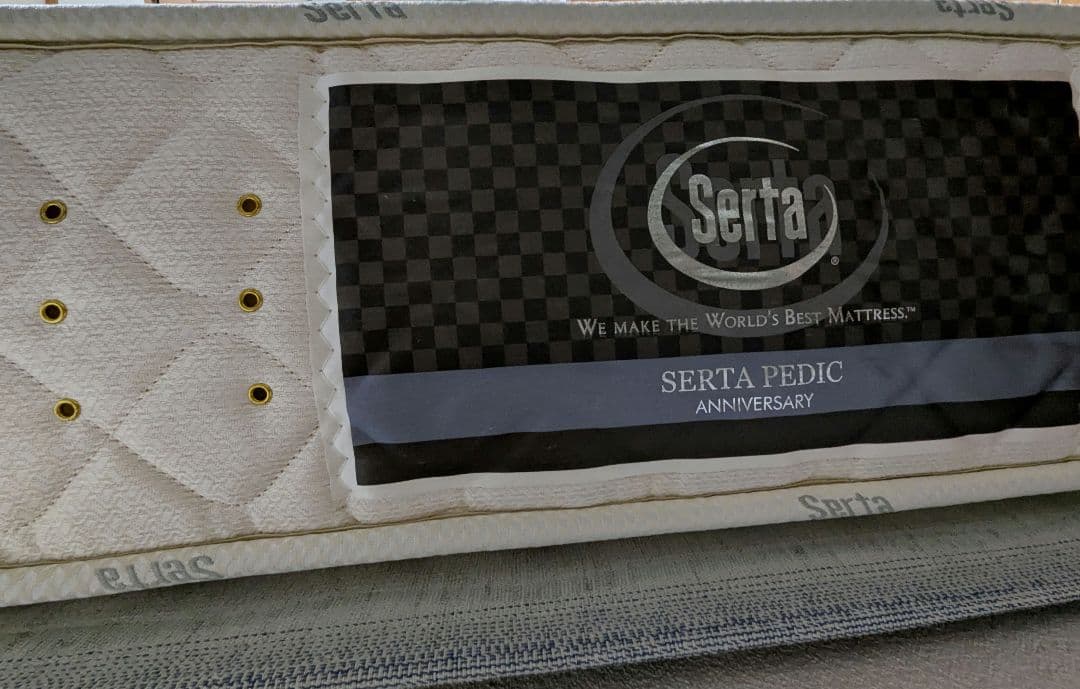 Serta
Serta
Serta®
WE MAKE THE WORLD'S BEST MATTRESS.™
SERTA PEDIC
ANNIVERSARY
Serta
Serta